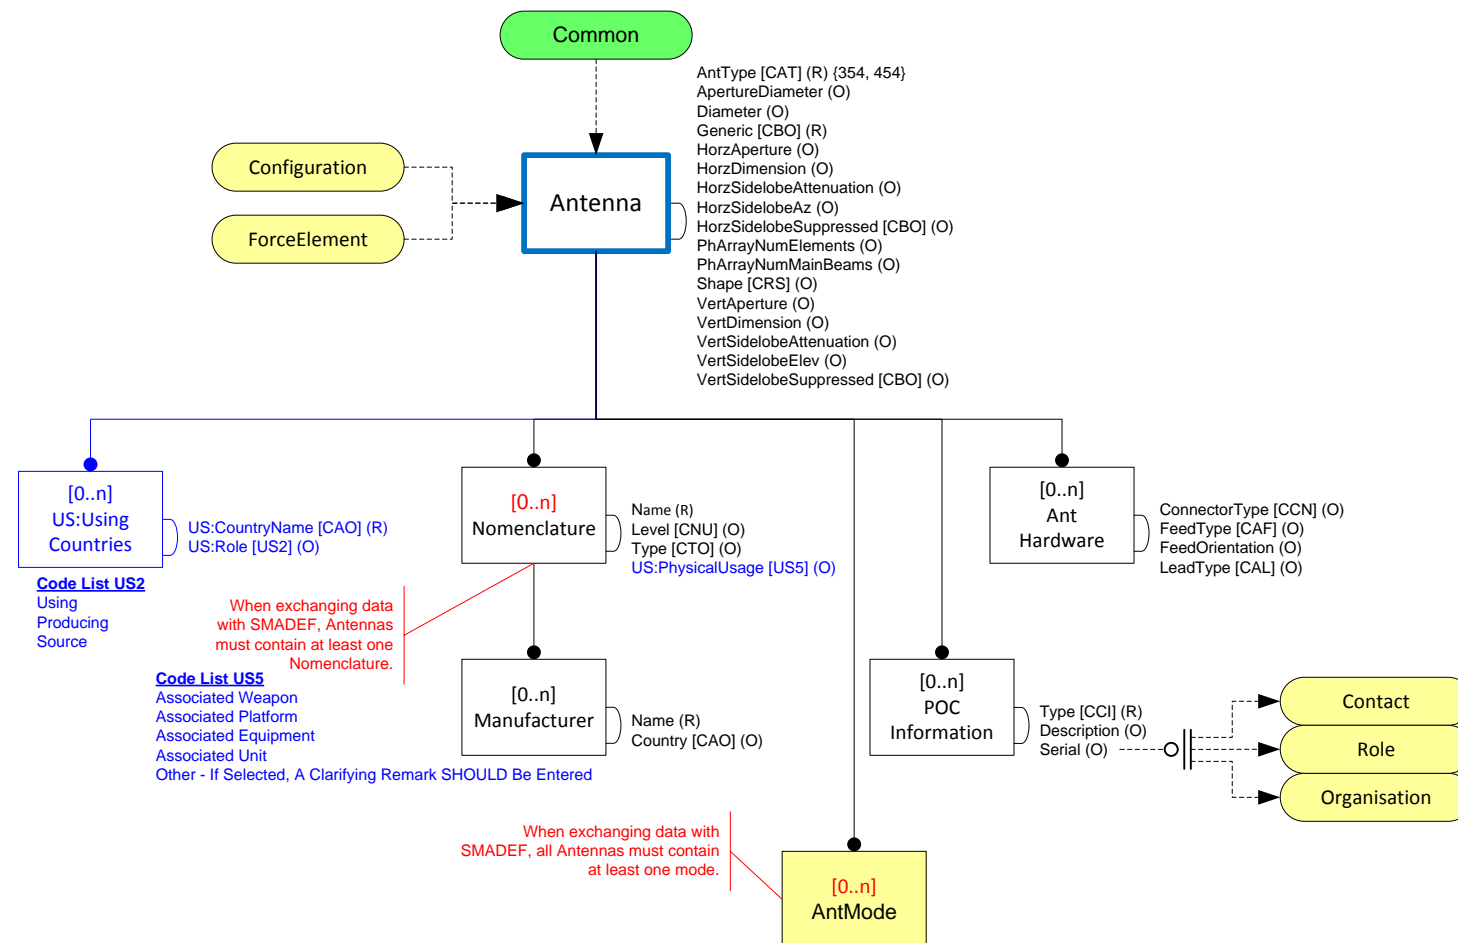 Common
AntType [CAT] (R) {354, 454}
ApertureDiameter (O)
Diameter (O)
Generic [CBO] (R)
HorzAperture (O)
HorzDimension (O)
HorzSidelobeAttenuation (O)
HorzSidelobeAz (O)
HorzSidelobeSuppressed [CBO] (O)
PhArrayNumElements (O)
PhArrayNumMainBeams (O)
Shape [CRS] (O)
VertAperture (O)
VertDimension (O)
VertSidelobeAttenuation (O)
VertSidelobeElev (O)
VertSidelobeSuppressed [CBO] (O)
Configuration
ForceElement
Antenna
[0..n]
US:Using
Countries
US:CountryName [CAO] (R)
US:Role [US2] (O)
Code List US2
Using
Producing
Source
[0..n]
Nomenclature
Name (R)
Level [CNU] (O)
Type [CTO] (O)
US:PhysicalUsage [US5] (O)
[0..n]
Ant
Hardware
ConnectorType [CCN] (O)
FeedType [CAF] (O)
FeedOrientation (O)
LeadType [CAL] (O)
When exchanging data
with SMADEF, Antennas
must contain at least one
Nomenclature.
Code List US5
Associated Weapon
Associated Platform
Associated Equipment
Associated Unit
Other - If Selected, A Clarifying Remark SHOULD Be Entered
[0..n]
Manufacturer
Name (R)
Country [CAO] (O)
[0..n]
POC
Information
Type [CCI] (R)
Description (O)
Serial (O)
Contact
Role
Organisation
When exchanging data with
SMADEF, all Antennas must contain
at least one mode.
[0..n]
AntMode